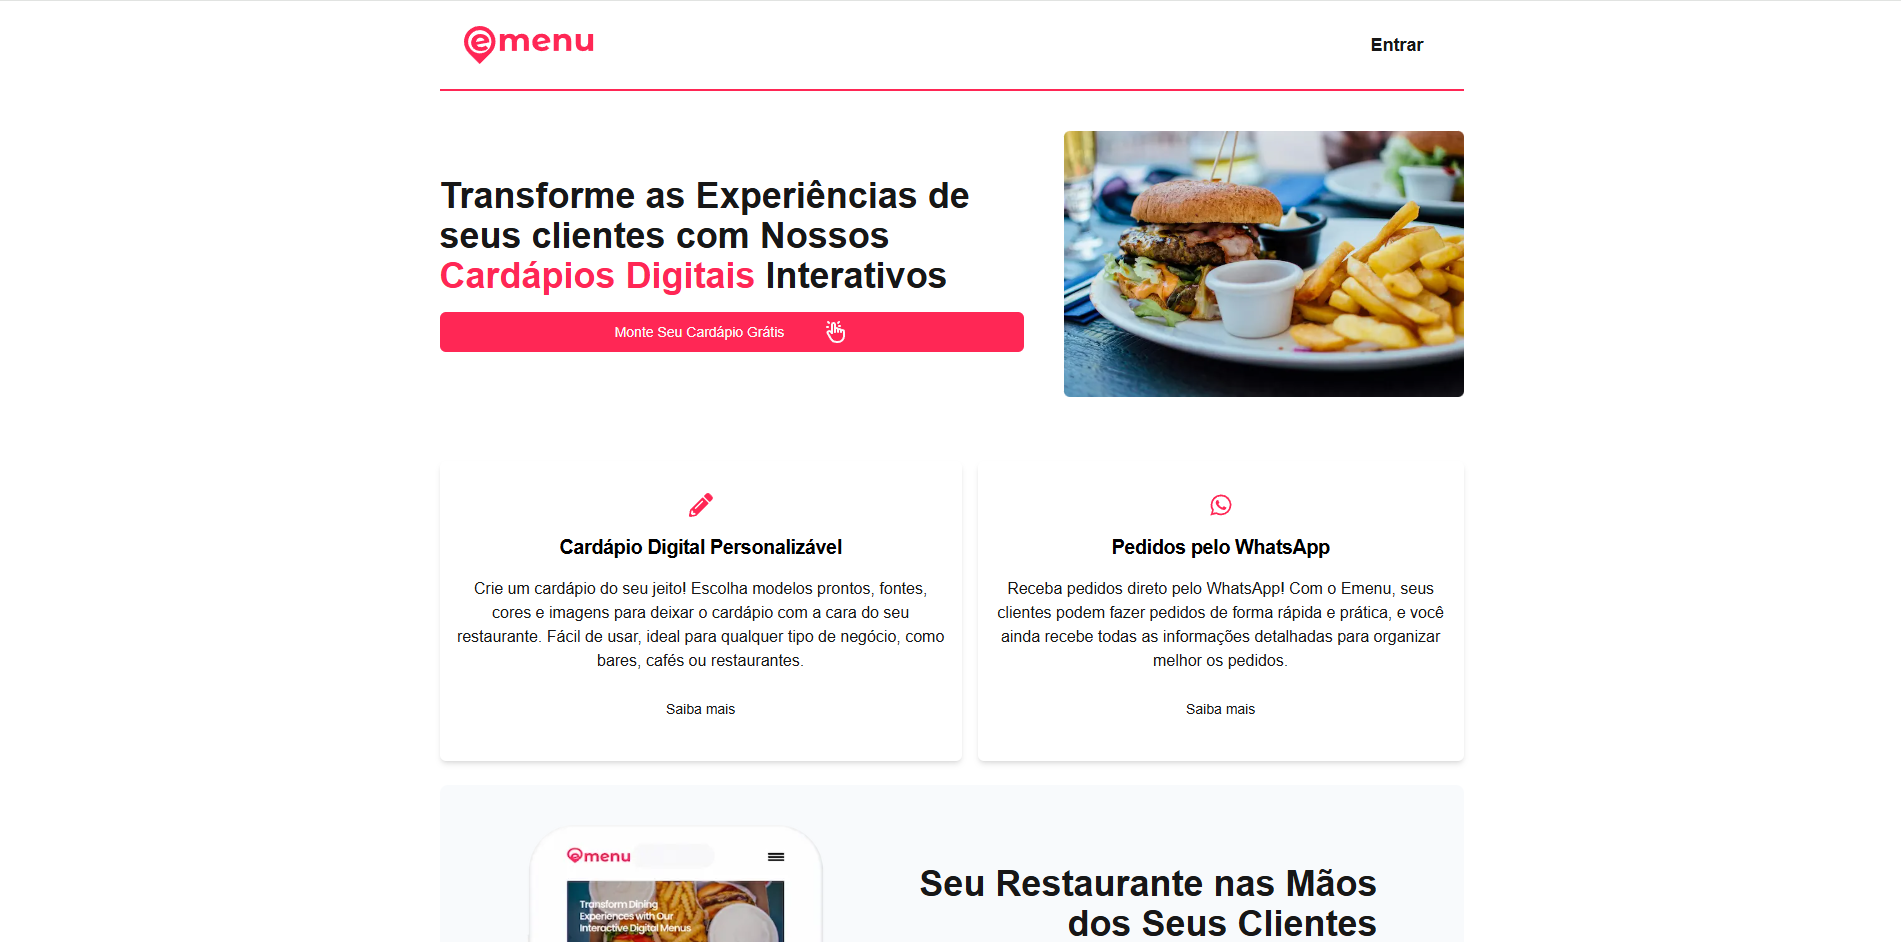 emenu
Entrar
Transforme as Experiências de
seus clientes com Nossos
Cardápios Digitais Interativos
Monte Seu Cardápio Grátis
Cardápio Digital Personalizável
Crie um cardápio do seu jeito! Escolha modelos prontos, fontes,
cores e imagens para deixar o cardápio com a cara do seu
restaurante. Fácil de usar, ideal para qualquer tipo de negócio, como
bares, cafés ou restaurantes.
Saiba mais
Pedidos pelo WhatsApp
Receba pedidos direto pelo WhatsApp! Com o Emenu, seus
clientes podem fazer pedidos de forma rápida e prática, e você
ainda recebe todas as informações detalhadas para organizar
melhor os pedidos.
Saiba mais
emenu
Transform Dining
Experiences with Our
Interactive Digital Menus
Seu Restaurante nas Mãos
dos Seus Clientes